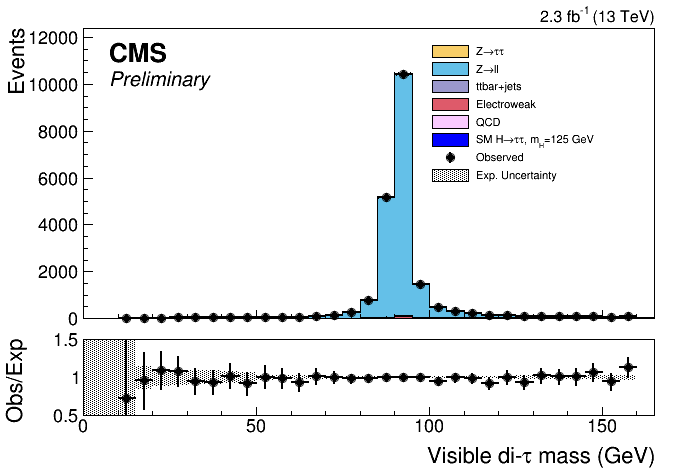 2.3 fb⁻¹ (13 TeV)
Events
12000
10000
8000
6000
4000
2000
0
CMS
Preliminary
Z→ττ
Z→ll
ttbar+jets
Electroweak
QCD
SM H→ττ, m_H=125 GeV
Observed
Exp. Uncertainty
Obs/Exp
1.5
1
0.5
0 50 100 150
Visible di-τ mass (GeV)